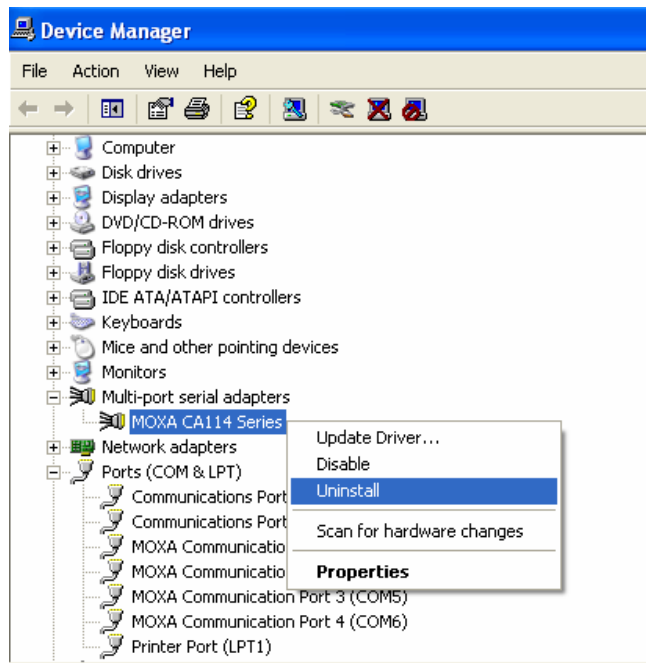 Device Manager
File Action View Help
Computer
Disk drives
Display adapters
DVD/CD-ROM drives
Floppy disk controllers
Floppy disk drives
IDE ATA/ATAPI controllers
Keyboards
Mice and other pointing devices
Monitors
Multi-port serial adapters
MOXA CA114 Series
Network adapters
Ports (COM & LPT)
Communications Port
Communications Port
MOXA Communicatio
MOXA Communicatio
MOXA Communication Port 3 (COM5)
MOXA Communication Port 4 (COM6)
Printer Port (LPT1)
Update Driver...
Disable
Uninstall
Scan for hardware changes
Properties